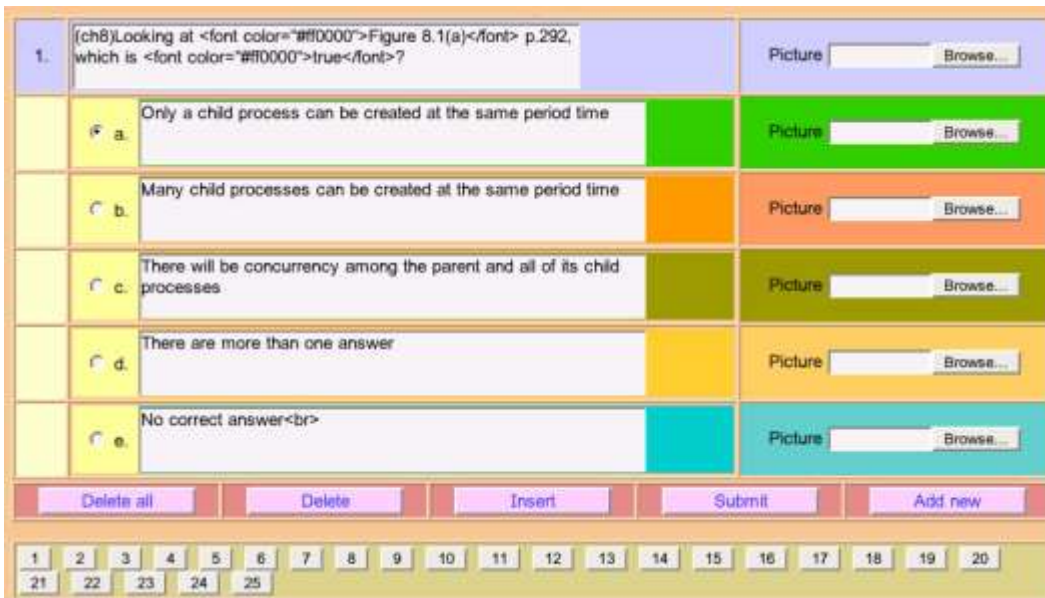 1. (ch8)Looking at <font color="#ff0000">Figure 8.1(a)</font> p.292,
which is <font color="#ff0000">true</font>?
Picture Browse...
a. Only a child process can be created at the same period time
Picture Browse...
b. Many child processes can be created at the same period time
Picture Browse...
c. There will be concurrency among the parent and all of its child
processes
Picture Browse...
d. There are more than one answer
Picture Browse...
e. No correct answer<br>
Picture Browse...
Delete all Delete Insert Submit Add new
1 2 3 4 5 6 7 8 9 10 11 12 13 14 15 16 17 18 19 20
21 22 23 24 25